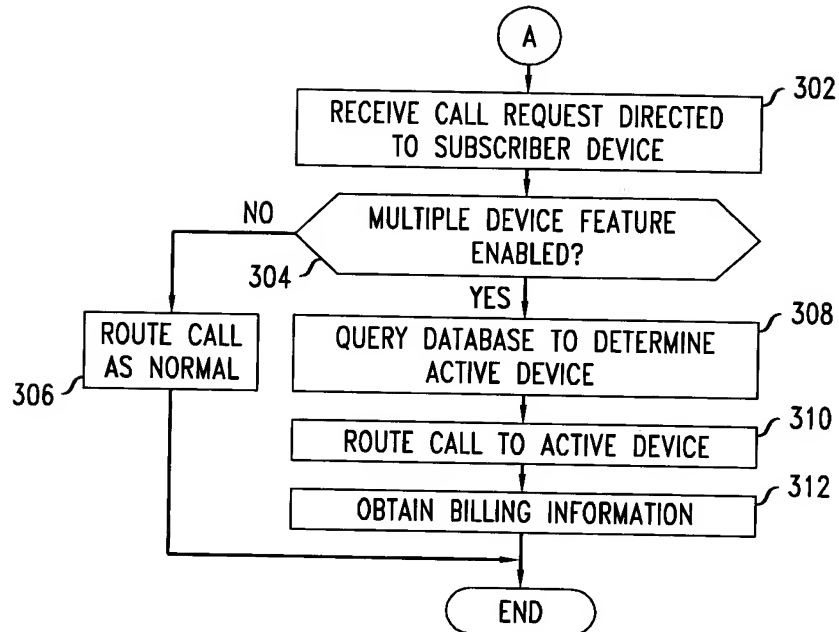 A
302
RECEIVE CALL REQUEST DIRECTED
TO SUBSCRIBER DEVICE
NO
MULTIPLE DEVICE FEATURE
ENABLED?
304
YES
308
ROUTE CALL
AS NORMAL
306
QUERY DATABASE TO DETERMINE
ACTIVE DEVICE
310
ROUTE CALL TO ACTIVE DEVICE
312
OBTAIN BILLING INFORMATION
END